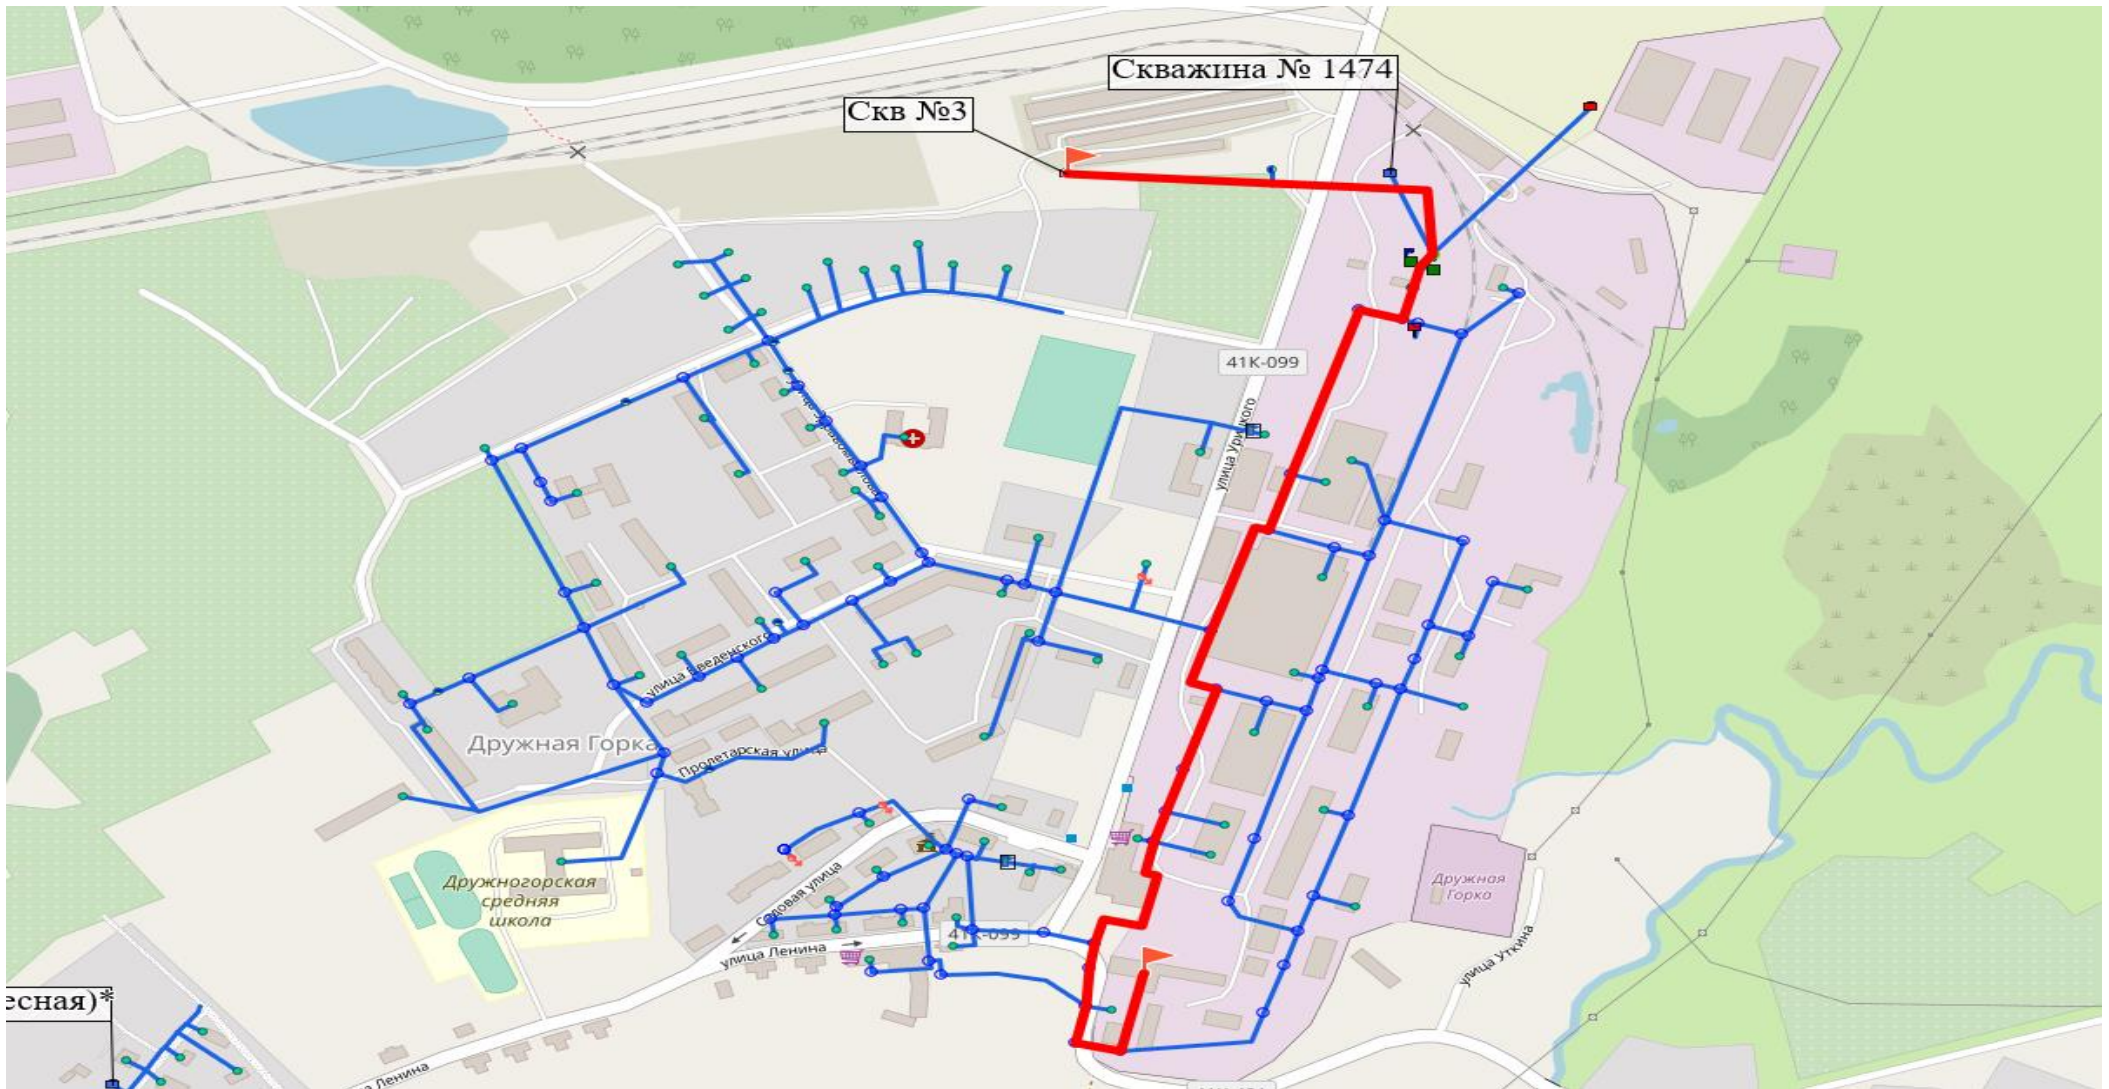 Скважина № 1474
Скв №3
41К-099
улица Урицкого
улица Введенского
Дружная Горка
Пролетарская улица
Дружногорская
средняя
школа
Садовая улица
41К-099
улица Ленина
Дружная
Горка
улица Уткина
есная)*
Ленина